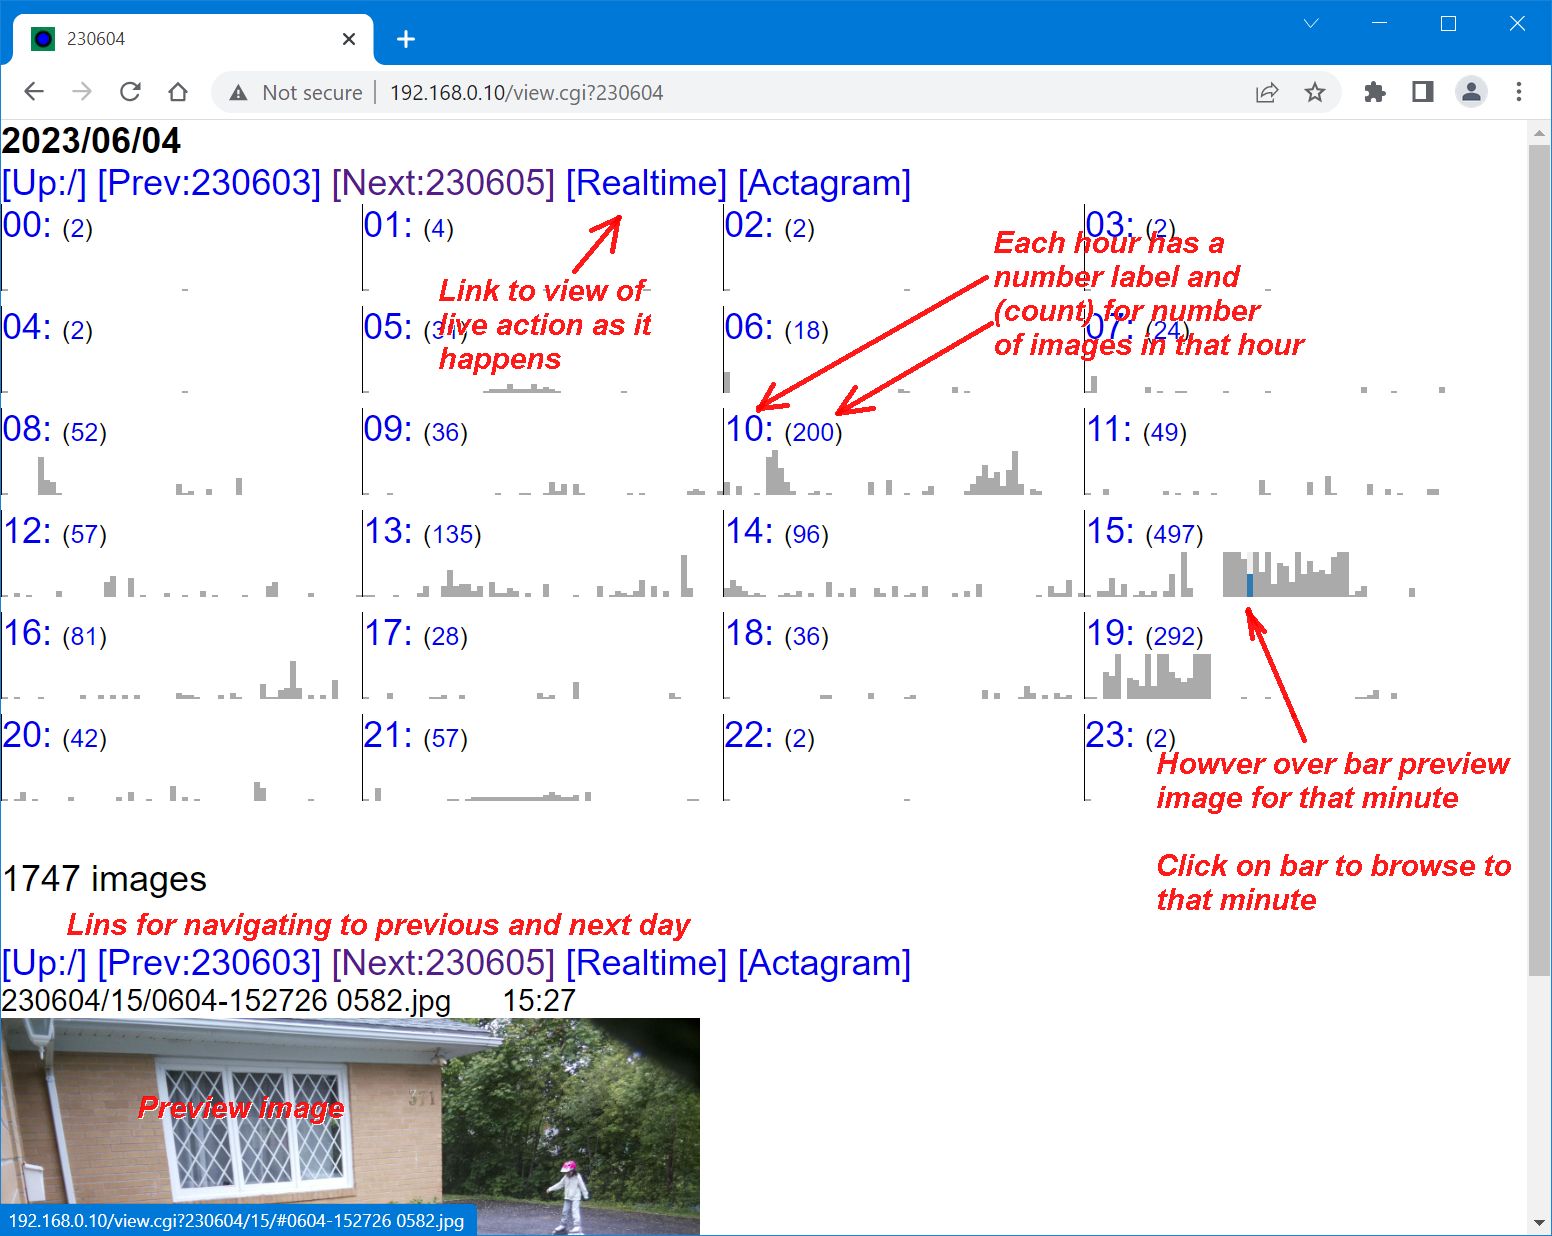 230604
Not secure | 192.168.0.10/view.cgi?230604
2023/06/04
[Up:/] [Prev:230603] [Next:230605] [Realtime] [Actagram]
00: (2)
01: (4)
02: (2)
03: (2)
Link to view of
live action as it
happens
Each hour has a
number label and
(count) for number
of images in that hour
04: (2)
05: (31)
06: (18)
07: (24)
08: (52)
09: (36)
10: (200)
11: (49)
12: (57)
13: (135)
14: (96)
15: (497)
16: (81)
17: (28)
18: (36)
19: (292)
20: (42)
21: (57)
22: (2)
23: (2)
Howver over bar preview
image for that minute
Click on bar to browse to
that minute
1747 images
Lins for navigating to previous and next day
[Up:/] [Prev:230603] [Next:230605] [Realtime] [Actagram]
230604/15/0604-152726 0582.jpg 15:27
371
Preview image
192.168.0.10/view.cgi?230604/15/#0604-152726 0582.jpg